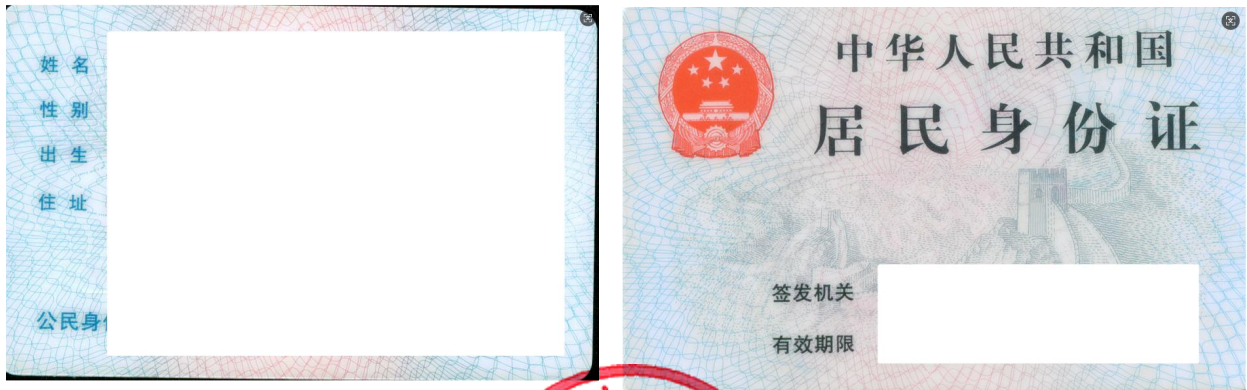 姓名
性别
出生
住址
公民身
中华人民共和国
居民身份证
签发机关
有效期限